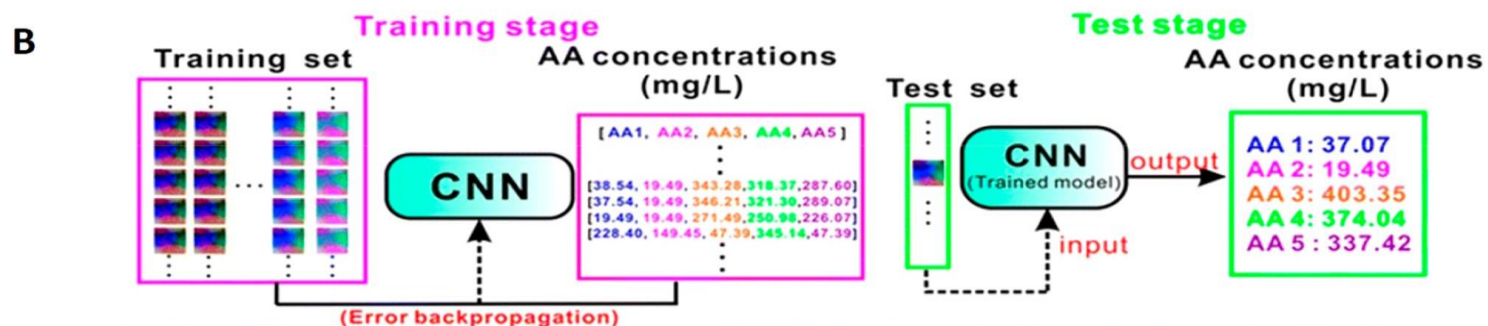 B
Training stage
Training set
AA concentrations
(mg/L)
[AA1, AA2, AA3, AA4, AA5]
[38.54, 19.49, 343.28, 318.37, 287.60]
[37.54, 19.49, 346.21, 321.30, 289.07]
[19.49, 19.49, 271.49, 250.98, 226.07]
[228.40, 149.45, 47.39, 345.14, 47.39]
CNN
(Error backpropagation)
Test stage
Test set
AA concentrations
(mg/L)
CNN
(Trained model)
output
input
AA 1: 37.07
AA 2: 19.49
AA 3: 403.35
AA 4: 374.04
AA 5 : 337.42